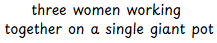 three women working
together on a single giant pot